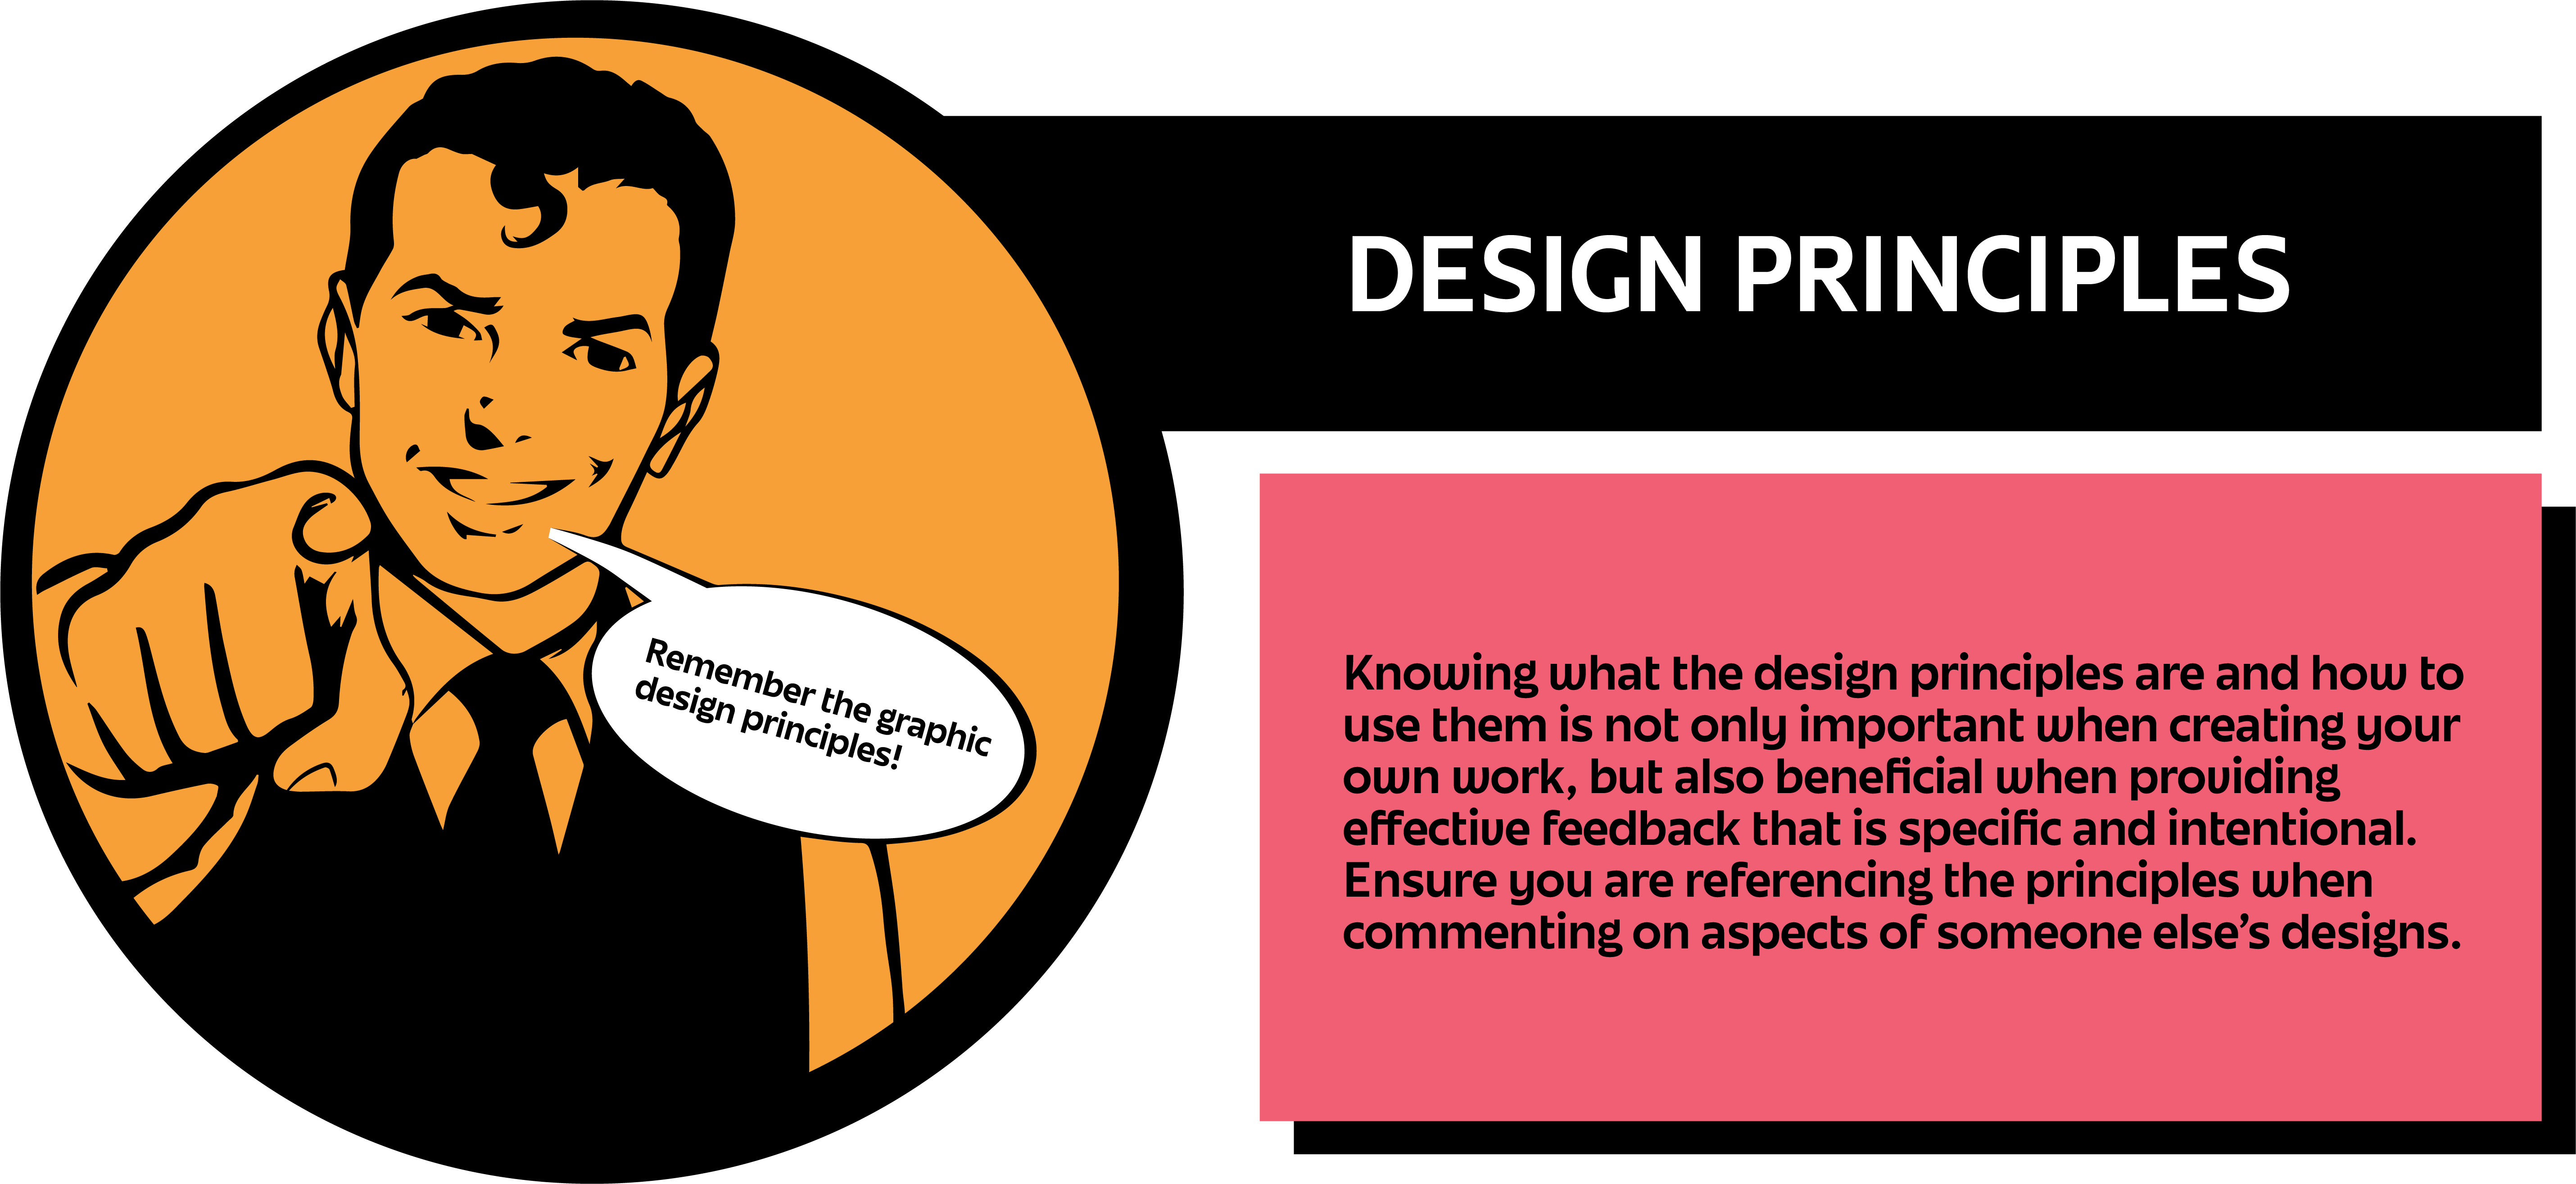 DESIGN PRINCIPLES
Remember the graphic
design principles!
Knowing what the design principles are and how to
use them is not only important when creating your
own work, but also beneficial when providing
effective feedback that is specific and intentional.
Ensure you are referencing the principles when
commenting on aspects of someone else’s designs.